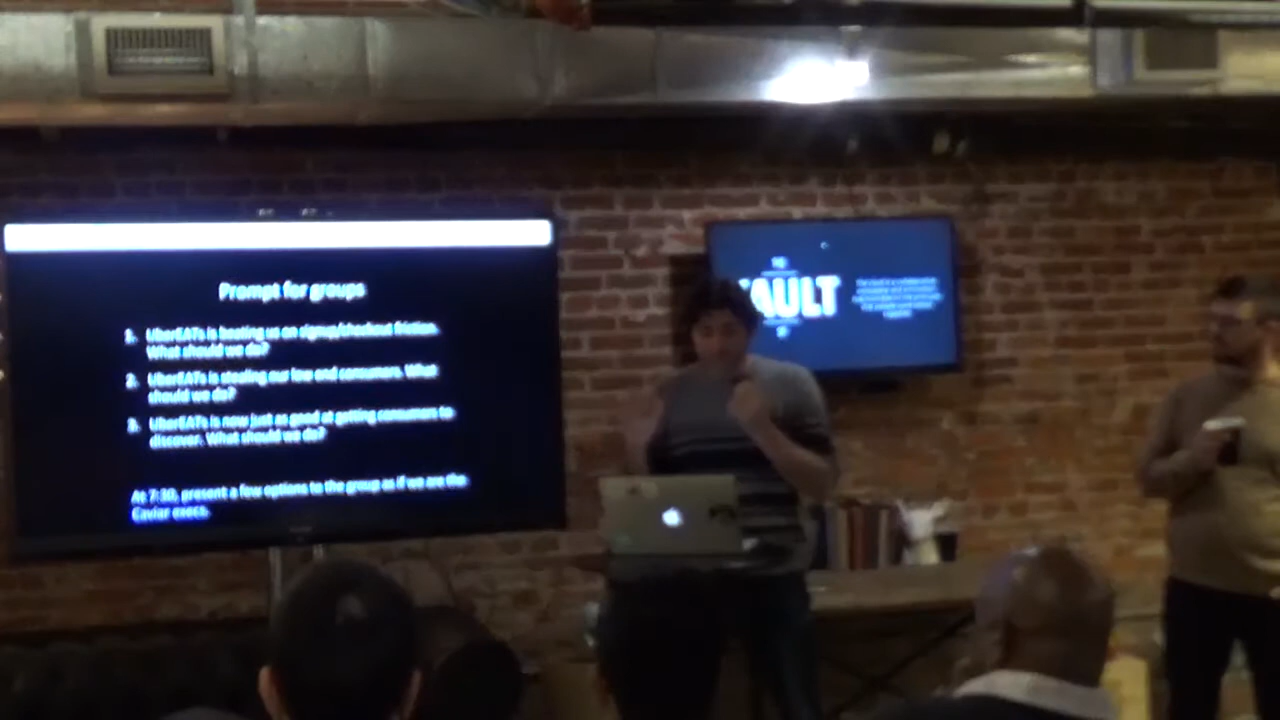 Prompt for groups
1. UberEATs is beating us on signup/checkout friction.
What should we do?
2. UberEATs is stealing our low end consumers. What
should we do?
3. UberEATs is now just as good at getting consumers to
discover. What should we do?
At 7:30, present a few options to the group as if we are the
Caviar execs.
AULT